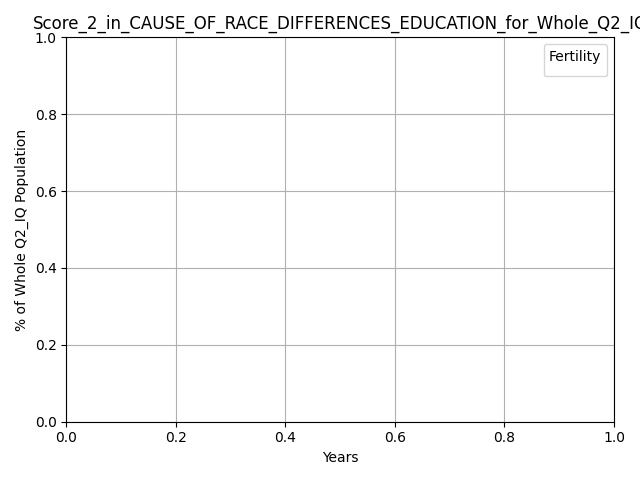 Score_2_in_CAUSE_OF_RACE_DIFFERENCES_EDUCATION_for_Whole_Q2_IQ
Fertility
% of Whole Q2_IQ Population
1.0
0.8
0.6
0.4
0.2
0.0
0.0 0.2 0.4 0.6 0.8 1.0
Years